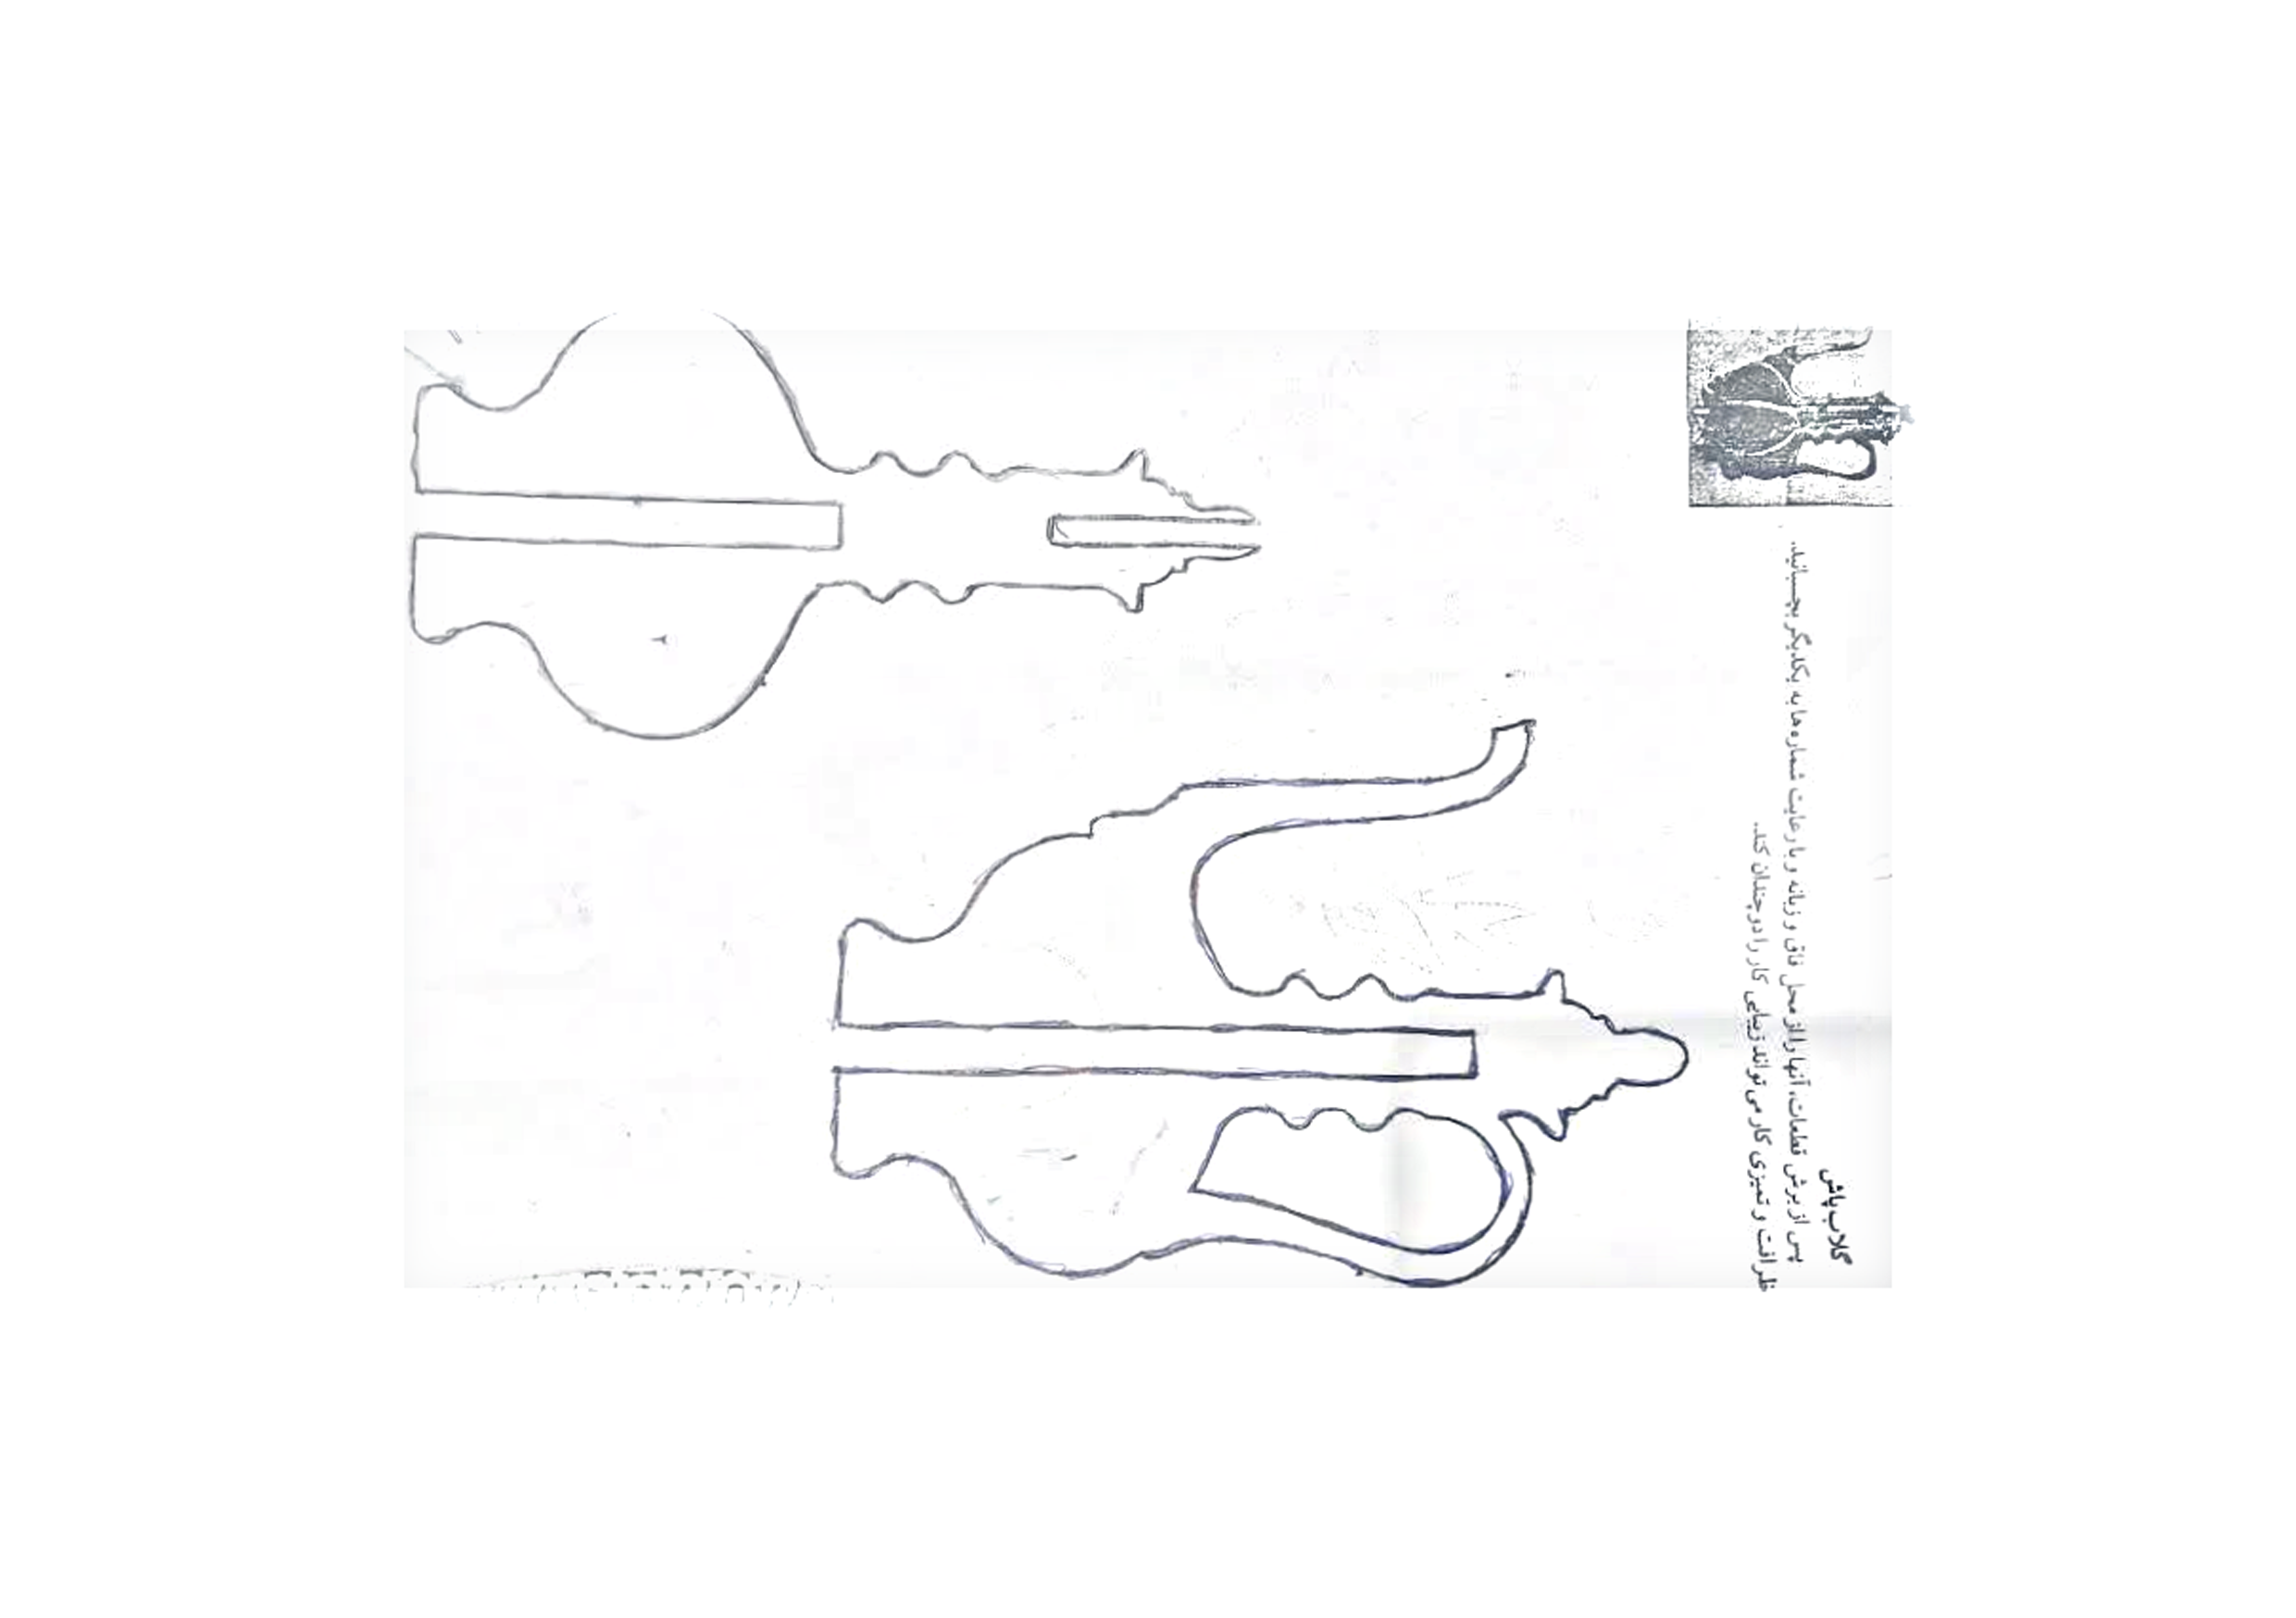 گلاب پاش
پس از برش قطعات، آنها را از محل فاق و زبانه و با رعایت شماره‌ها به یکدیگر بچسبانید.
ظرافت و تمیزی کار می‌تواند زیبایی کار را دو چندان کند.